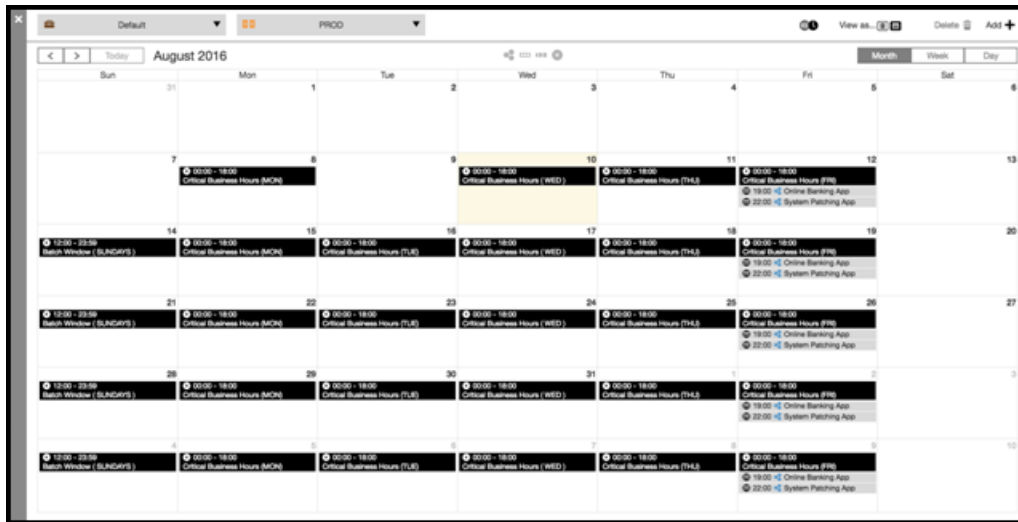 Default PROD View as... Delete Add
Today August 2016 Month Week Day
Sun Mon Tue Wed Thu Fri Sat
31 1 2 3 4 5 6
7 8 9 10 11 12 13
00:00 - 18:00 00:00 - 18:00 00:00 - 18:00 00:00 - 18:00
Critical Business Hours (MON) Critical Business Hours ( WED ) Critical Business Hours (THU) Critical Business Hours (FRI)
19:00 Online Banking App
22:00 System Patching App
14 15 16 17 18 19 20
12:00 - 23:59 00:00 - 18:00 00:00 - 18:00 00:00 - 18:00 00:00 - 18:00 00:00 - 18:00
Batch Window ( SUNDAYS ) Critical Business Hours (MON) Critical Business Hours (TUE) Critical Business Hours ( WED ) Critical Business Hours (THU) Critical Business Hours (FRI)
19:00 Online Banking App
22:00 System Patching App
21 22 23 24 25 26 27
12:00 - 23:59 00:00 - 18:00 00:00 - 18:00 00:00 - 18:00 00:00 - 18:00 00:00 - 18:00
Batch Window ( SUNDAYS ) Critical Business Hours (MON) Critical Business Hours (TUE) Critical Business Hours ( WED ) Critical Business Hours (THU) Critical Business Hours (FRI)
19:00 Online Banking App
22:00 System Patching App
28 29 30 31 1 2 3
12:00 - 23:59 00:00 - 18:00 00:00 - 18:00 00:00 - 18:00 00:00 - 18:00 00:00 - 18:00
Batch Window ( SUNDAYS ) Critical Business Hours (MON) Critical Business Hours (TUE) Critical Business Hours ( WED ) Critical Business Hours (THU) Critical Business Hours (FRI)
19:00 Online Banking App
22:00 System Patching App
4 5 6 7 8 9 10
12:00 - 23:59 00:00 - 18:00 00:00 - 18:00 00:00 - 18:00 00:00 - 18:00 00:00 - 18:00
Batch Window ( SUNDAYS ) Critical Business Hours (MON) Critical Business Hours (TUE) Critical Business Hours ( WED ) Critical Business Hours (THU) Critical Business Hours (FRI)
19:00 Online Banking App
22:00 System Patching App